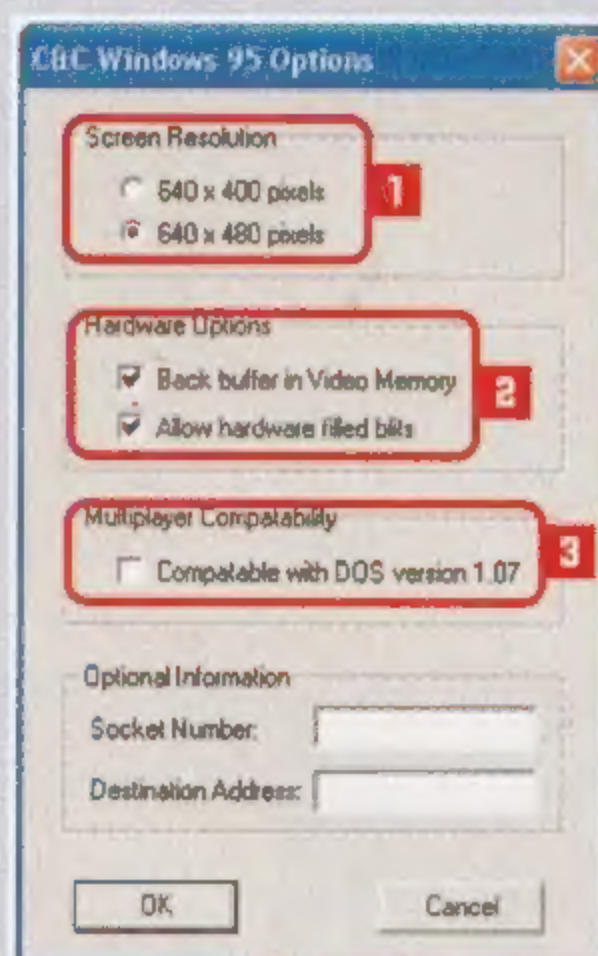 C&C Windows 95 Options
Screen Resolution
640 x 400 pixels
1
640 x 480 pixels
Hardware Options
Back buffer in Video Memory
2
Allow hardware filled blits
Multiplayer Compatability
3
Compatable with DOS version 1.07
Optional Information
Socket Number:
Destination Address:
OK
Cancel